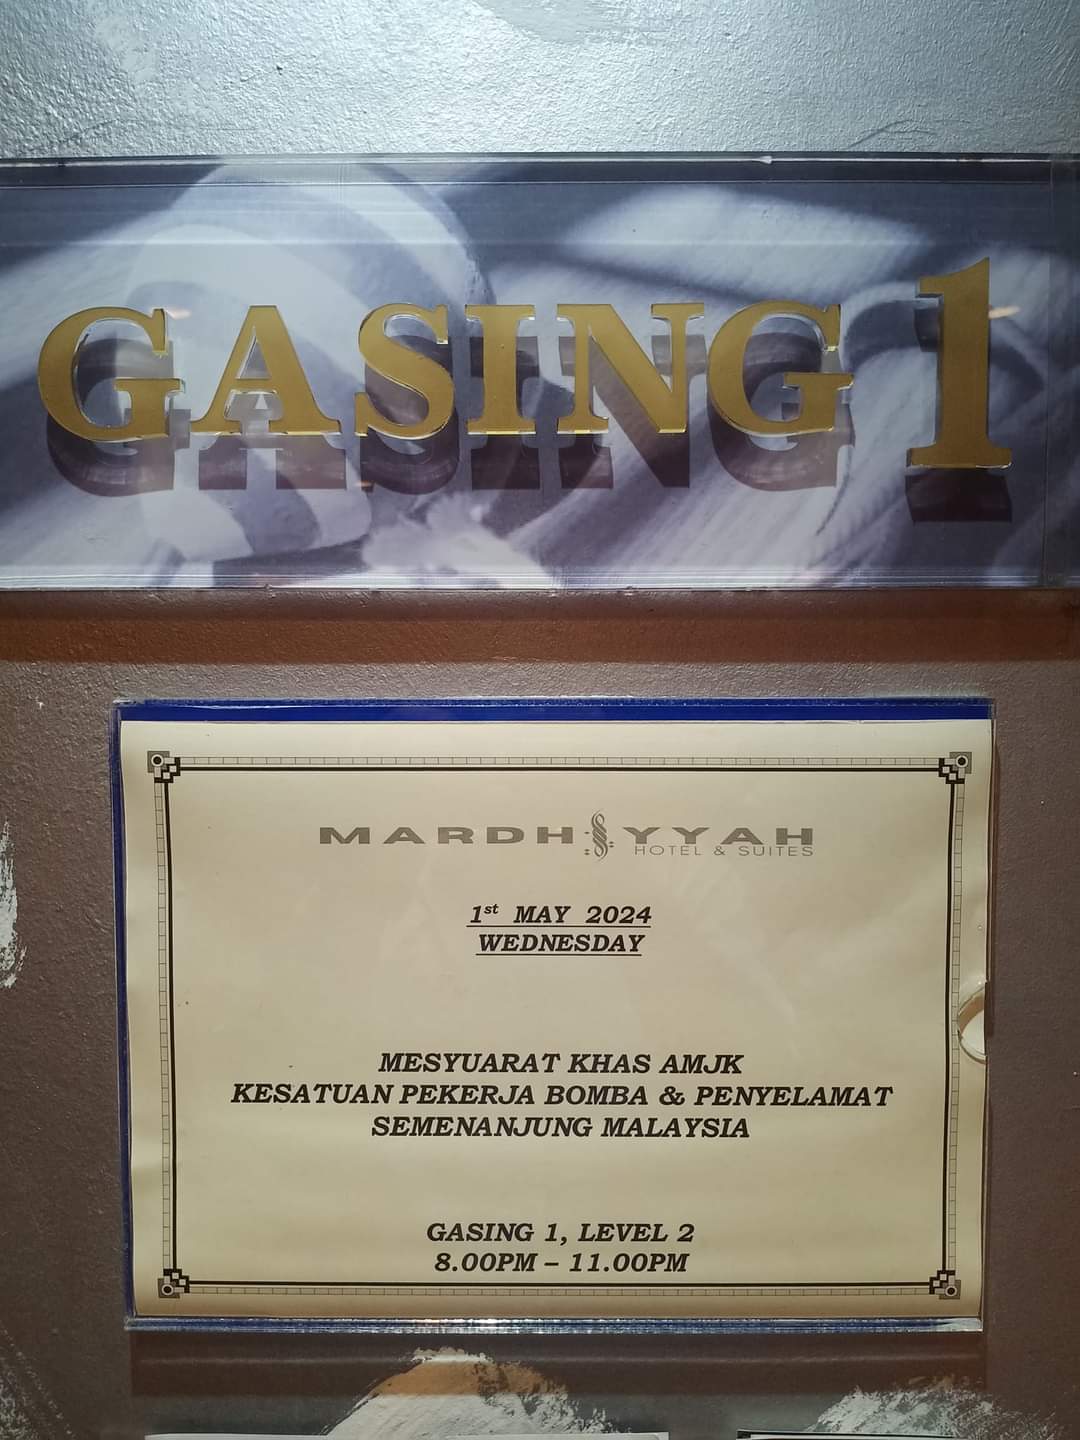 GASING 1
MARDHIYYAH
HOTEL & SUITES
1st MAY 2024
WEDNESDAY
MESYUARAT KHAS AMJK
KESATUAN PEKERJA BOMBA & PENYELAMAT
SEMENANJUNG MALAYSIA
GASING 1, LEVEL 2
8.00PM – 11.00PM